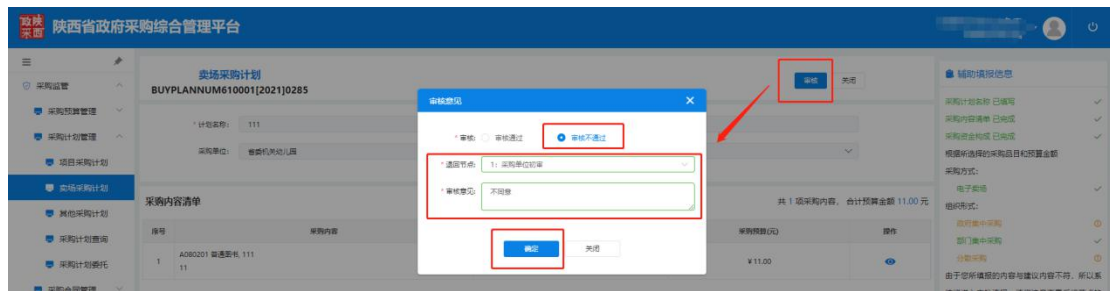 陕西省政府采购综合管理平台
采购监管
采购预算管理
采购计划管理
项目采购计划
卖场采购计划
其他采购计划
采购计划查询
采购计划委托
采购合同管理
卖场采购计划
BUYPLANNUM610001[2021]0285
审核
关闭
*计划名称: 111
采购单位: 省委机关幼儿园
采购内容清单
共 1 项采购内容、合计预算金额 11.00 元
序号 采购内容 采购预算(元) 操作
1 A080201 普通图书, 111
11
¥ 11.00
审核意见
*审核: 审核通过 审核不通过
*退回节点: 1: 采购单位初审
*审核意见: 不同意
确定 关闭
辅助填报信息
采购计划名称 已填写
采购内容清单 已完成
采购资金构成 已完成
根据所选择的采购品目和预算金额
采购方式:
电子卖场
组织形式:
政府集中采购
部门集中采购
分散采购
由于您所填报的内容与建议内容不符, 所以系